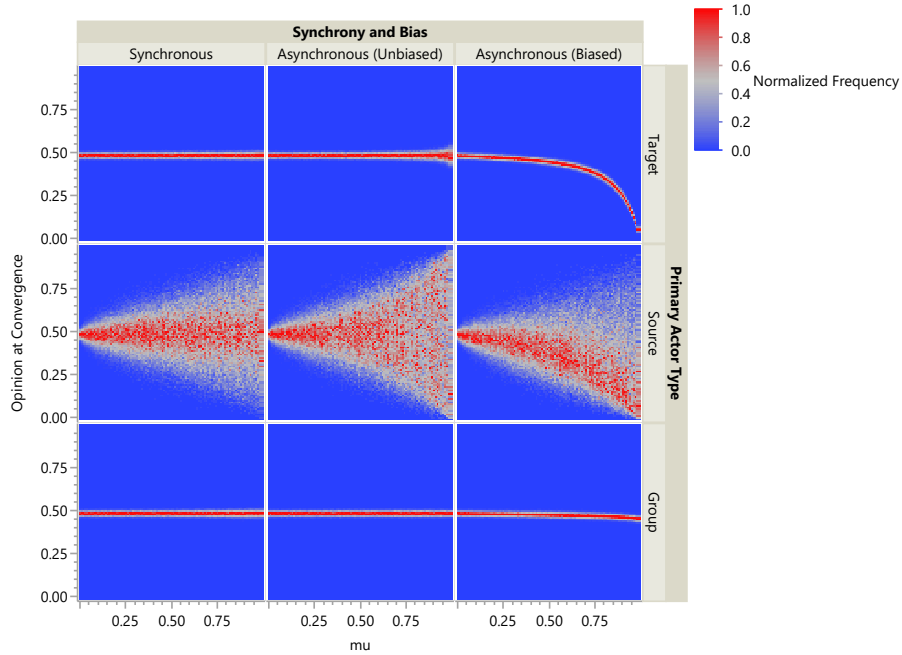 Synchrony and Bias
Synchronous
Asynchronous (Unbiased)
Asynchronous (Biased)
1.0
0.8
0.6
0.4
0.2
0.0
Normalized Frequency
Opinion at Convergence
0.75
0.50
0.25
0.00
Target
0.75
0.50
0.25
0.00
Source
0.75
0.50
0.25
0.00
Group
Primary Actor Type
0.25 0.50 0.75
0.25 0.50 0.75
0.25 0.50 0.75
mu